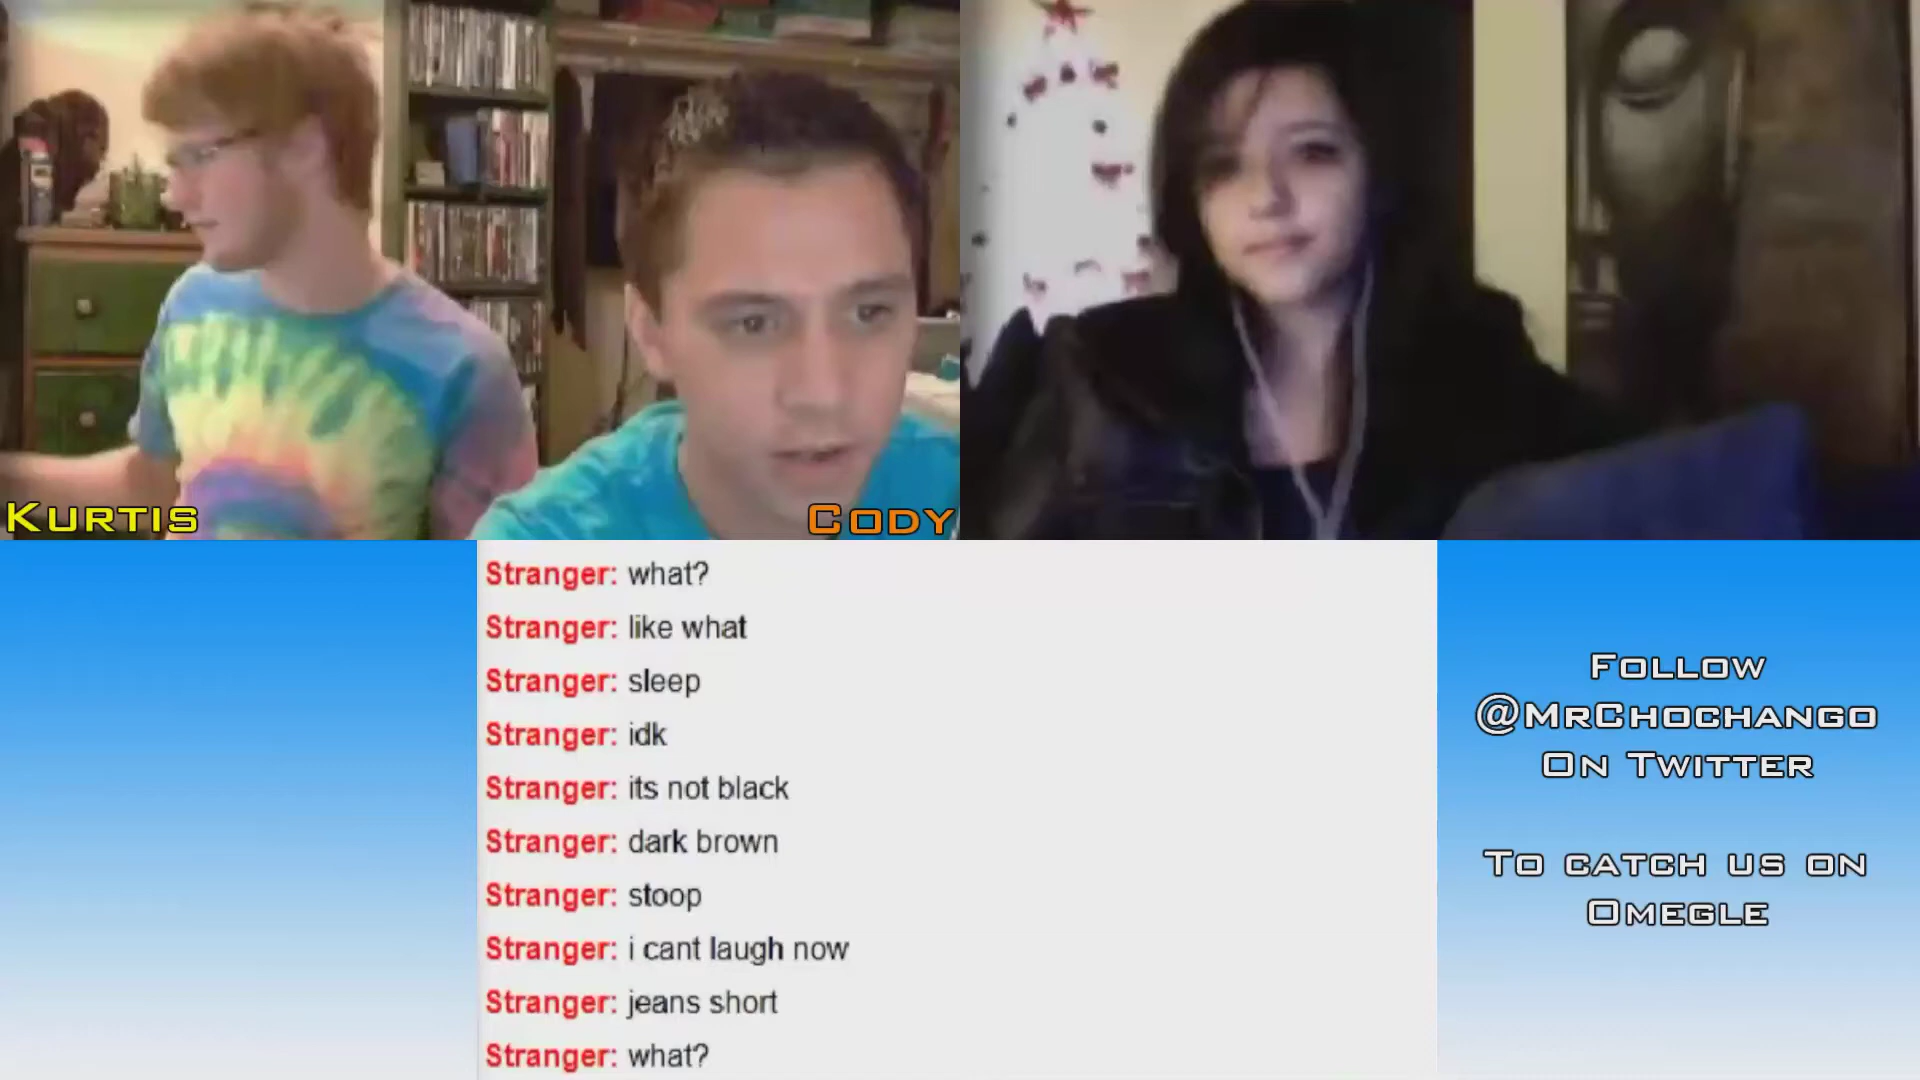 KURTIS
CODY
Stranger: what?
Stranger: like what
Stranger: sleep
Stranger: idk
Stranger: its not black
Stranger: dark brown
Stranger: stoop
Stranger: i cant laugh now
Stranger: jeans short
Stranger: what?
FOLLOW
@MRCHOCHANGO
ON TWITTER
TO CATCH US ON
OMEGLE